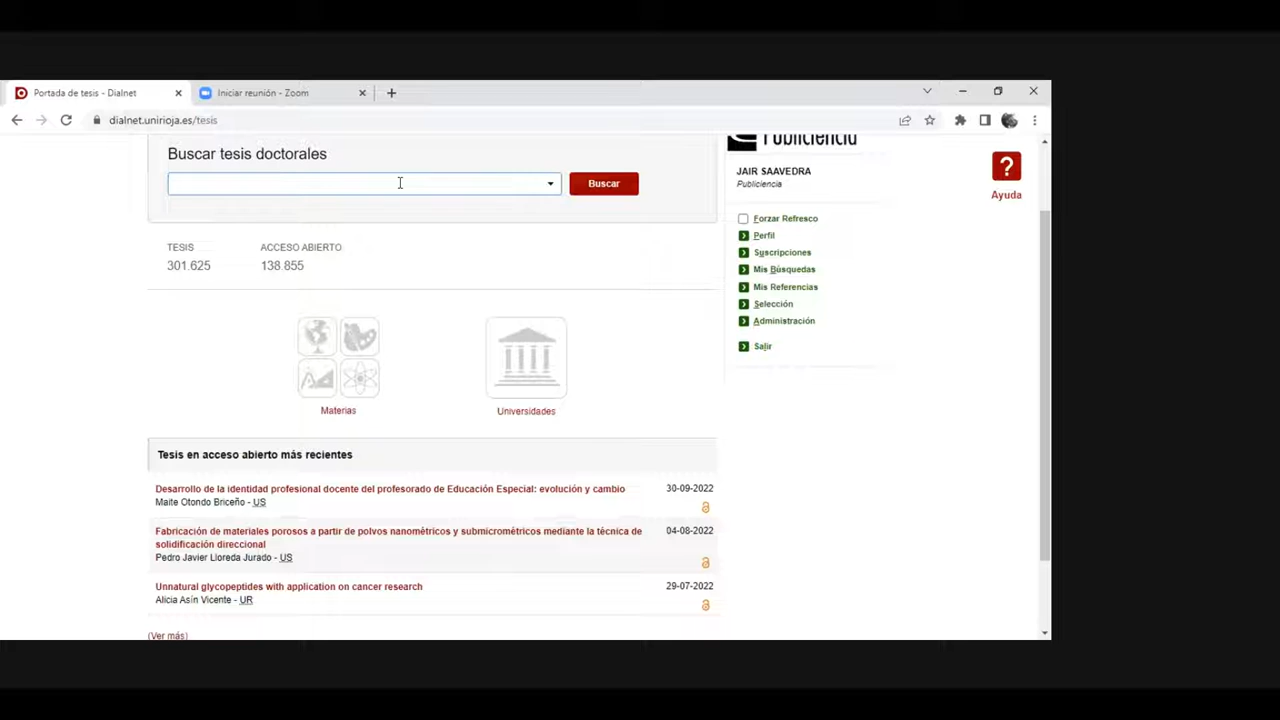 Portada de tesis - Dialnet
Iniciar reunión - Zoom
dialnet.unirioja.es/tesis
Buscar tesis doctorales
Buscar
TESIS
ACCESO ABIERTO
301.625
138.855
Materias
Universidades
Tesis en acceso abierto más recientes
Desarrollo de la identidad profesional docente del profesorado de Educación Especial: evolución y cambio
30-09-2022
Maite Otondo Briceño - US
Fabricación de materiales porosos a partir de polvos nanométricos y submicrométricos mediante la técnica de
solidificación direccional
04-08-2022
Pedro Javier Lloreda Jurado - US
Unnatural glycopeptides with application on cancer research
29-07-2022
Alicia Asín Vicente - UR
(Ver más)
Publiciencia
JAIR SAAVEDRA
Publiciencia
Forzar Refresco
Perfil
Suscripciones
Mis Búsquedas
Mis Referencias
Selección
Administración
Salir
?
Ayuda